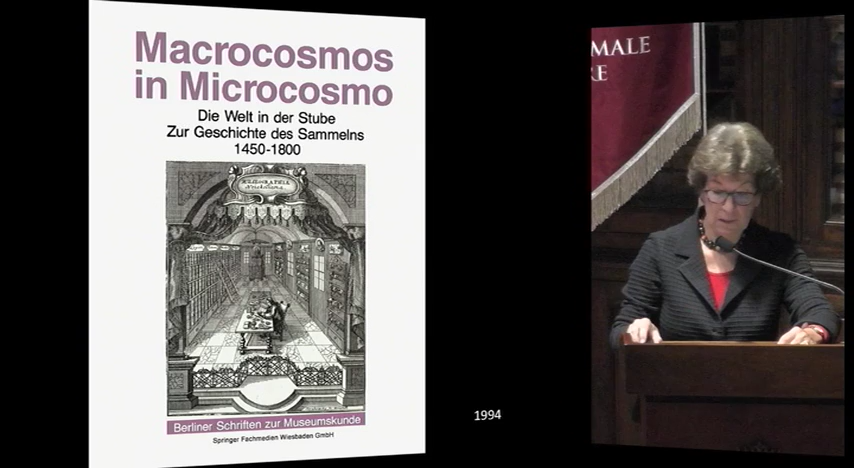 Macrocosmos
in Microcosmo
Die Welt in der Stube
Zur Geschichte des Sammelns
1450-1800
Berliner Schriften zur Museumskunde
Springer Fachmedien Wiesbaden GmbH
1994
MALE
RE